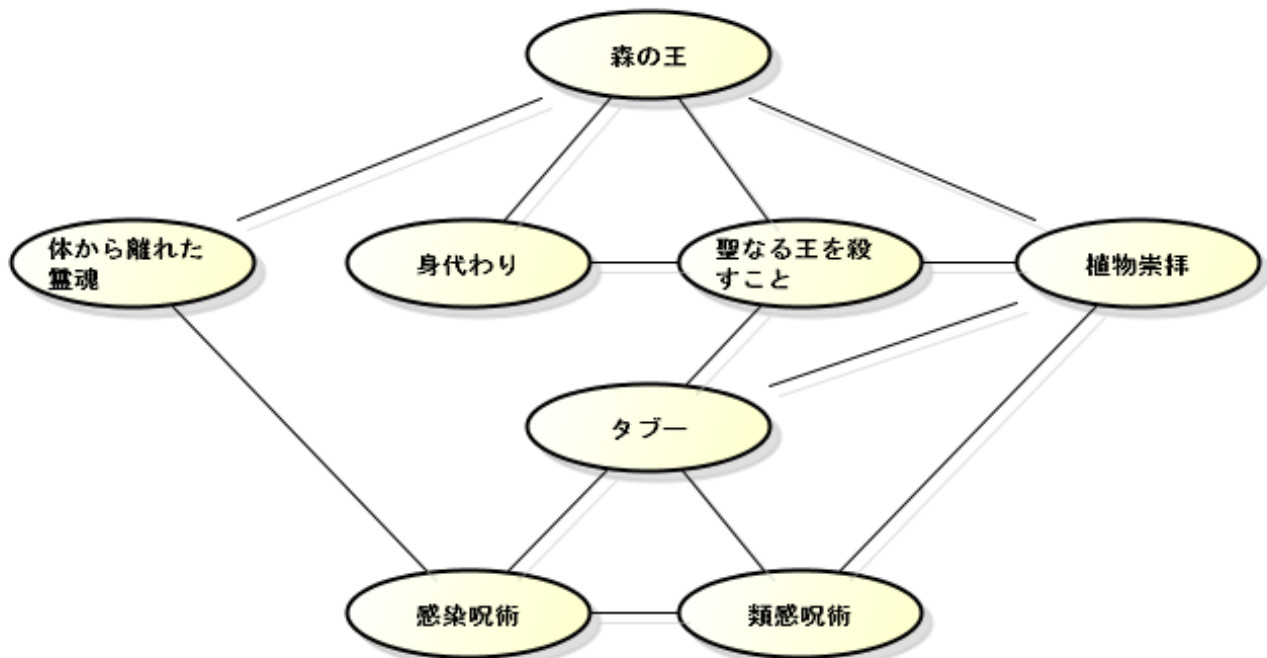 森の王
体から離れた
霊魂
身代わり
聖なる王を殺
すこと
植物崇拝
タブー
感染呪術
類感呪術